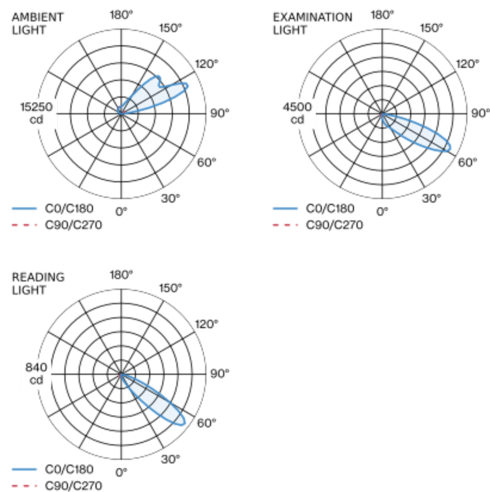 AMBIENT
LIGHT
180°
150°
120°
15250
cd
90°
60°
30°
0°
C0/C180
C90/C270
EXAMINATION
LIGHT
180°
150°
120°
4500
cd
90°
60°
30°
0°
C0/C180
C90/C270
READING
LIGHT
180°
150°
120°
840
cd
90°
60°
30°
0°
C0/C180
C90/C270